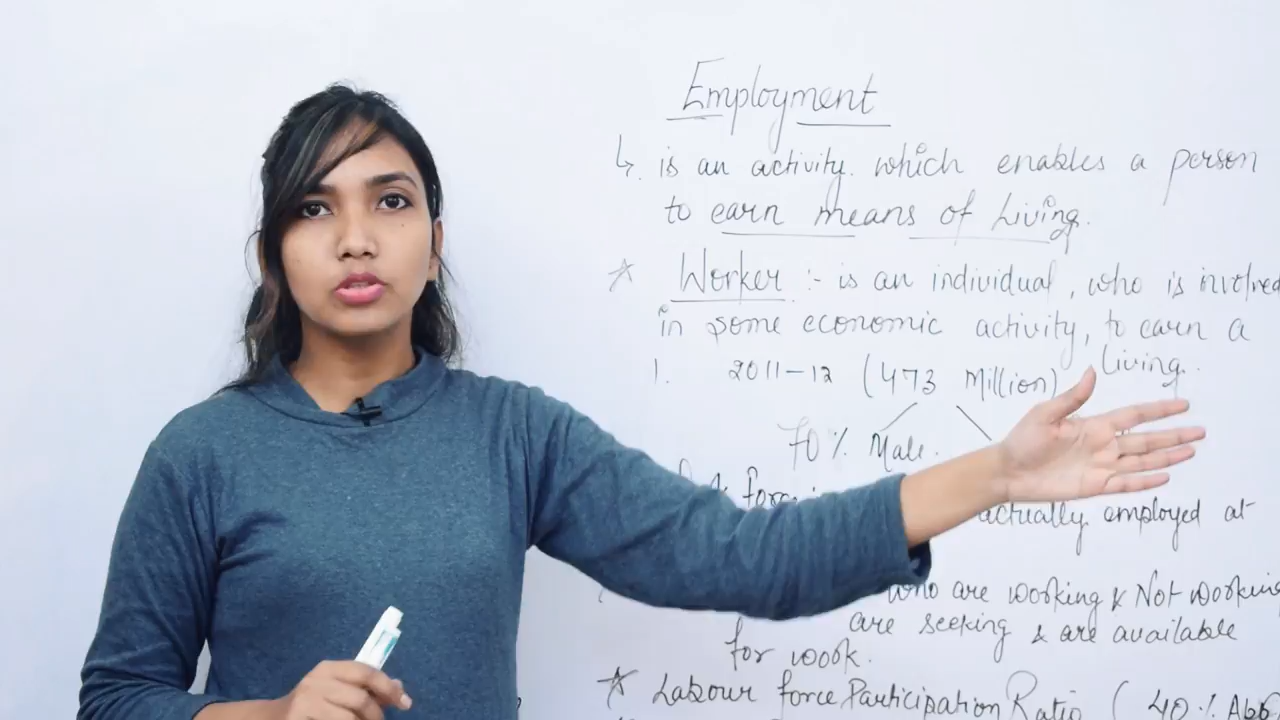 Employment
↳ is an activity which enables a person
to earn means of living.
☆ Worker :- is an individual, who is involved
in some economic activity, to earn a
living.
1. 2011-12 (473 Million)
70% Male.
force
actually employed at
who are working & Not working
are seeking & are available
for work.
☆ Labour force Participation Ratio (40%